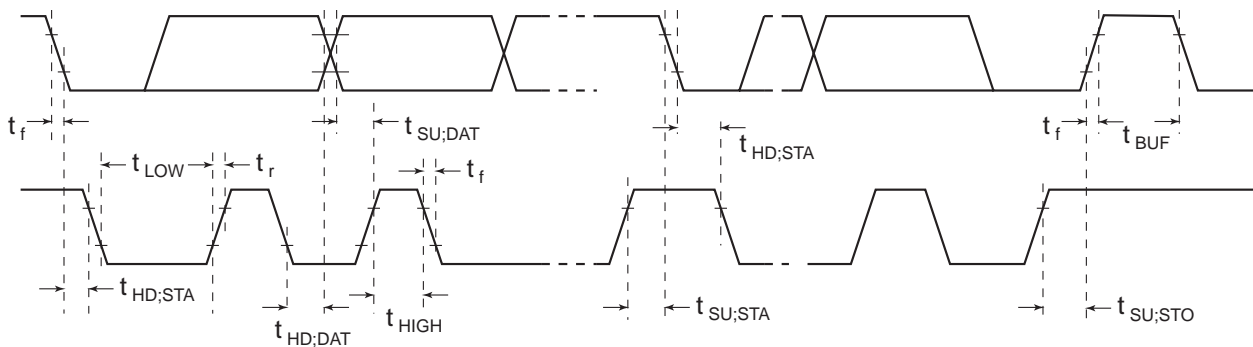 t f
t SU;DAT
t HD;STA
t f
t BUF
t LOW
t r
t f
t HD;STA
t HD;DAT
t HIGH
t SU;STA
t SU;STO